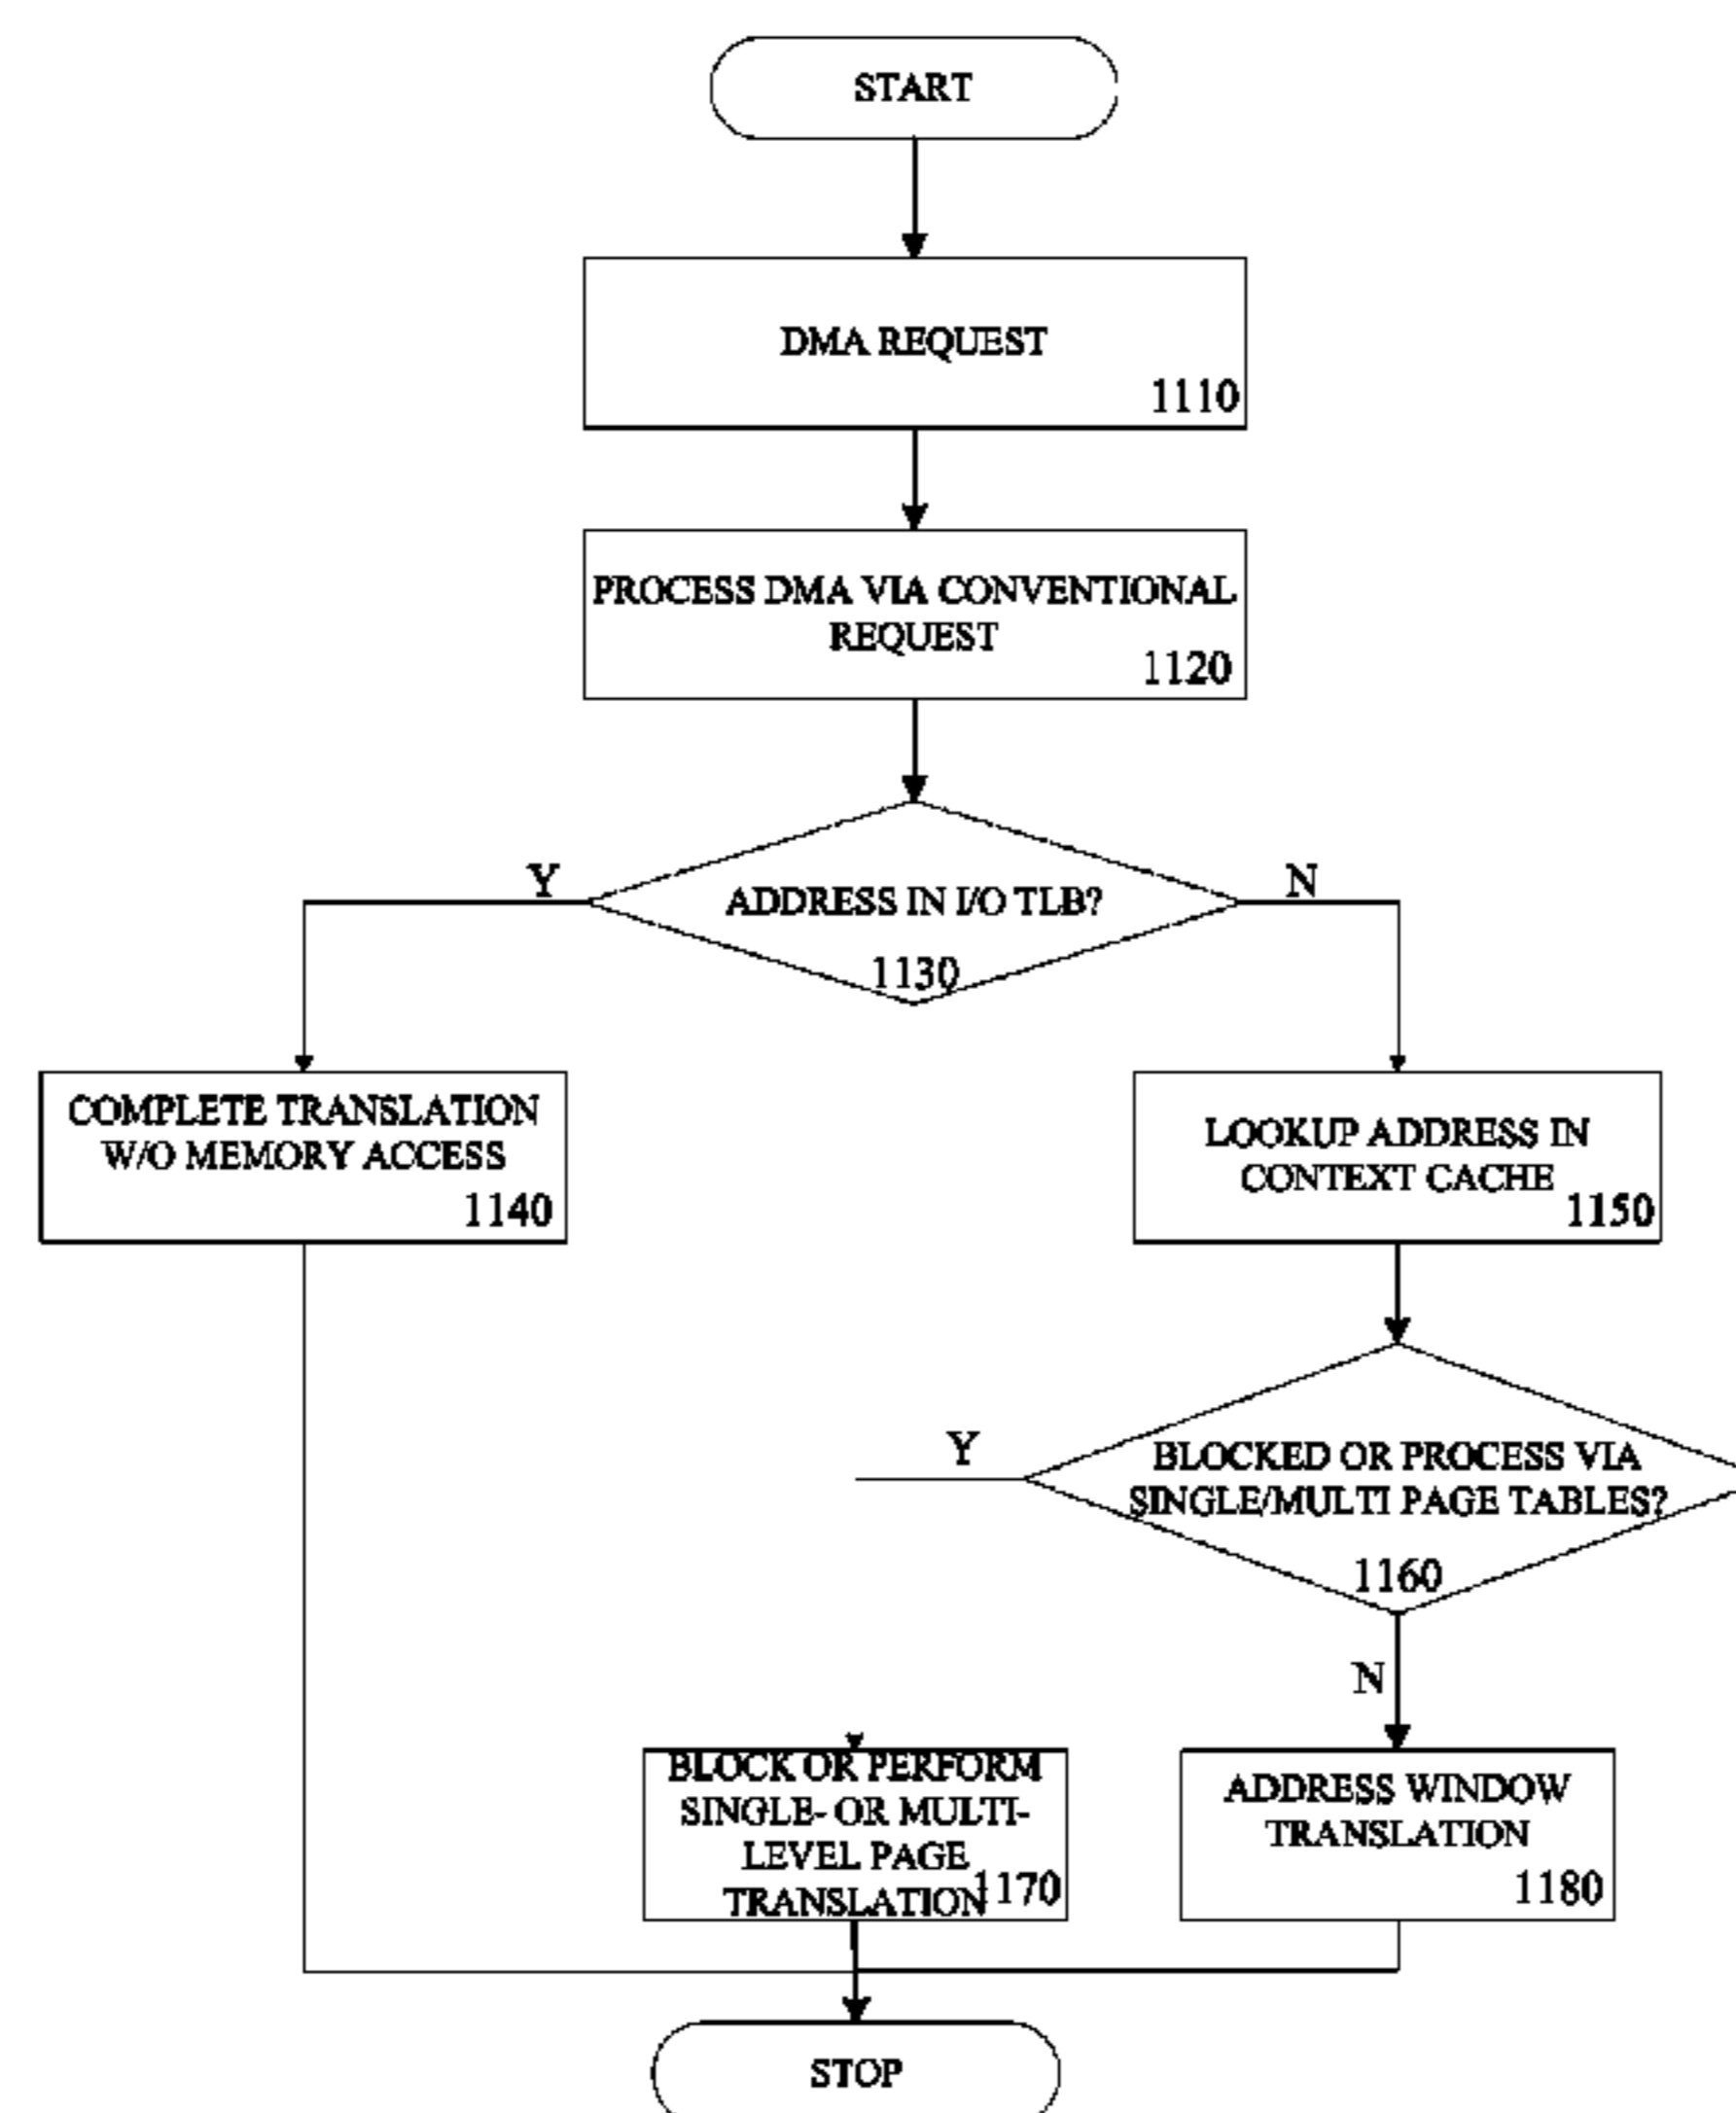 START
DMA REQUEST
1110
PROCESS DMA VIA CONVENTIONAL
REQUEST
1120
Y
N
ADDRESS IN I/O TLB?
1130
COMPLETE TRANSLATION
W/O MEMORY ACCESS
1140
LOOKUP ADDRESS IN
CONTEXT CACHE
1150
Y
BLOCKED OR PROCESS VIA
SINGLE/MULTI PAGE TABLES?
1160
N
BLOCK OR PERFORM
SINGLE- OR MULTI-
LEVEL PAGE
TRANSLATION
1170
ADDRESS WINDOW
TRANSLATION
1180
STOP